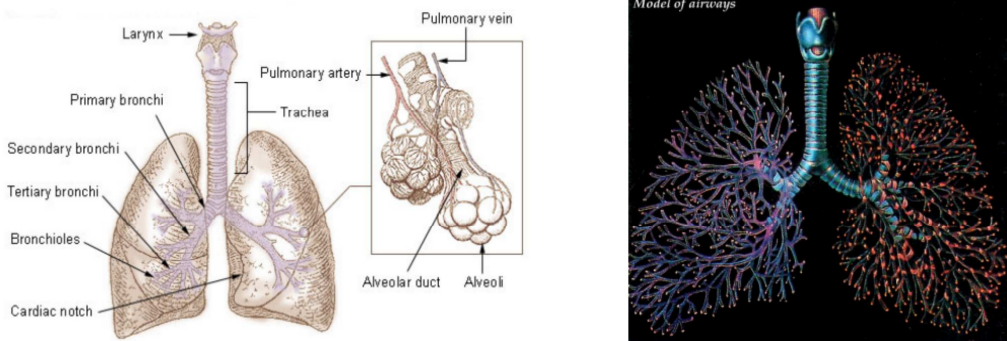 Larynx
Primary bronchi
Secondary bronchi
Tertiary bronchi
Bronchioles
Cardiac notch
Trachea
Pulmonary vein
Pulmonary artery
Alveolar duct
Alveoli
Model of airways